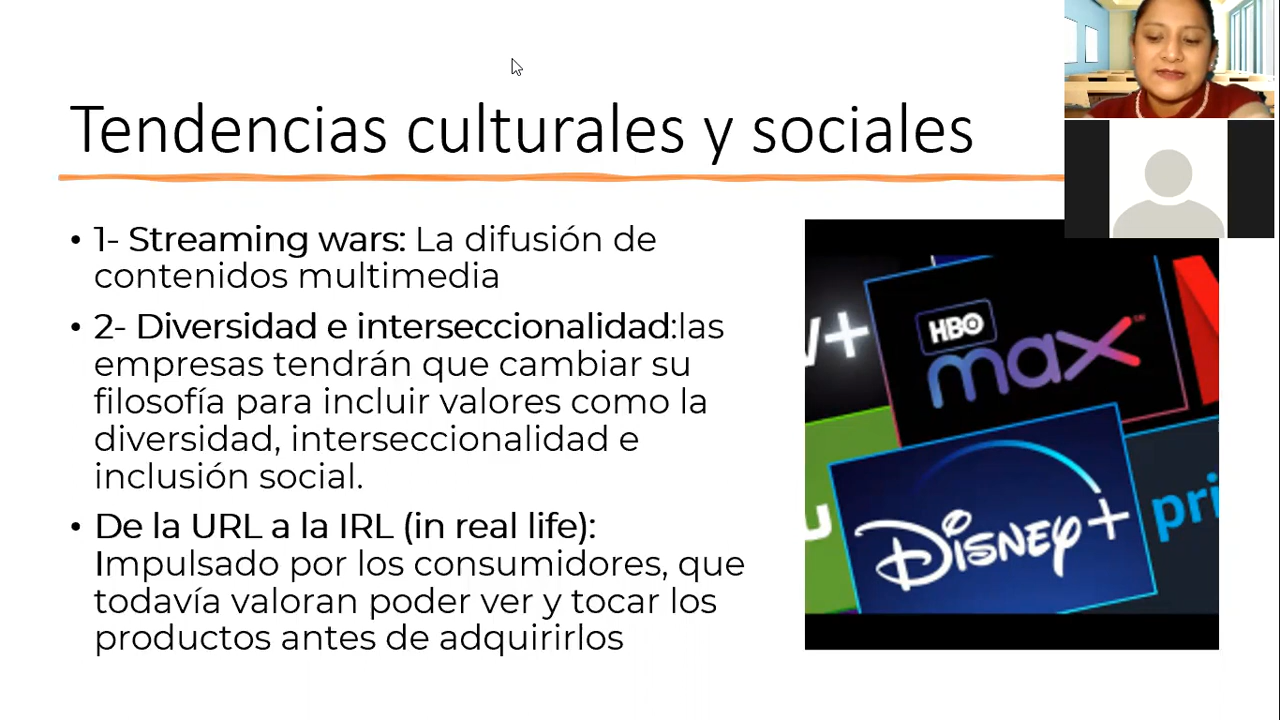 Tendencias culturales y sociales
• 1- Streaming wars: La difusión de
contenidos multimedia
• 2- Diversidad e interseccionalidad:las
empresas tendrán que cambiar su
filosofía para incluir valores como la
diversidad, interseccionalidad e
inclusión social.
• De la URL a la IRL (in real life):
Impulsado por los consumidores, que
todavía valoran poder ver y tocar los
productos antes de adquirirlos
HBO
max
Disney+